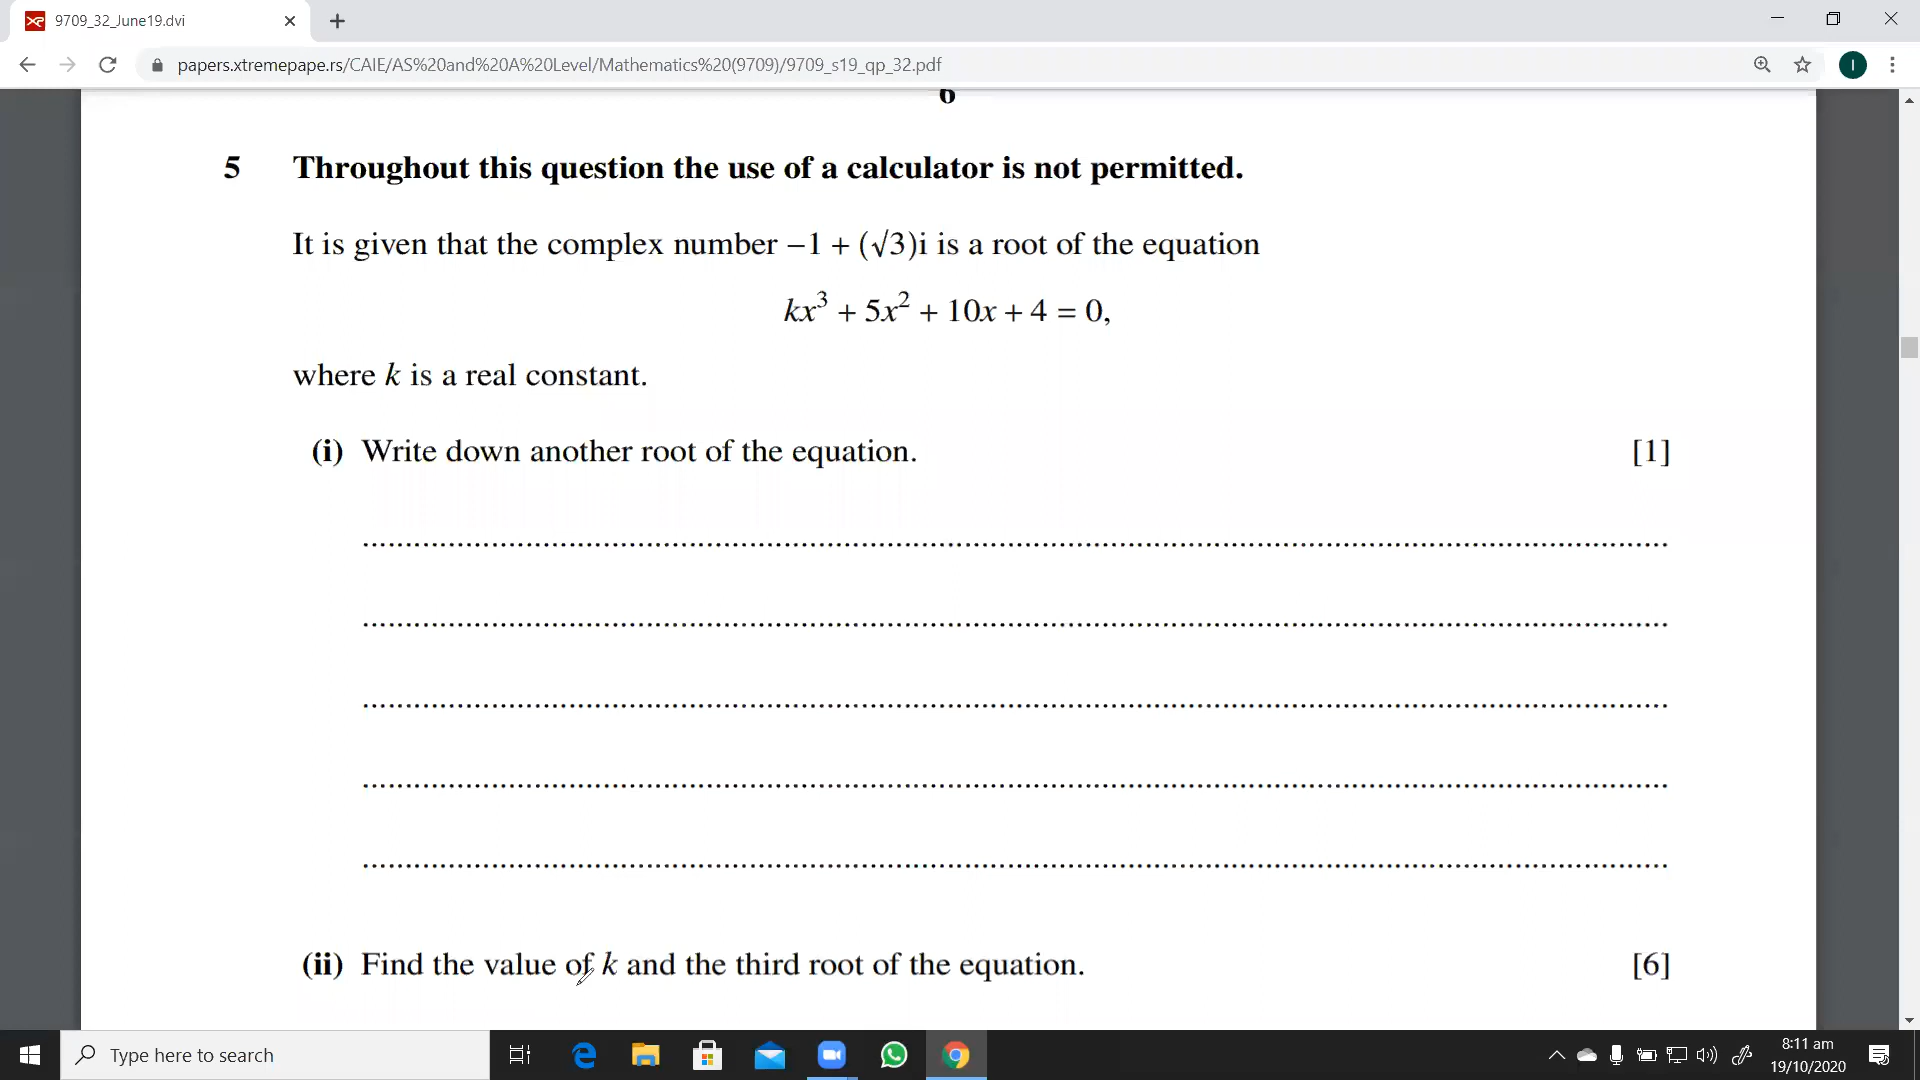 9709_32_June19.dvi
papers.xtremepape.rs/CAIE/AS%20and%20A%20Level/Mathematics%20(9709)/9709_s19_qp_32.pdf
I
6
5 Throughout this question the use of a calculator is not permitted.
It is given that the complex number −1 + (√3)i is a root of the equation
kx³ + 5x² + 10x + 4 = 0,
where k is a real constant.
(i) Write down another root of the equation. [1]
(ii) Find the value of k and the third root of the equation. [6]
Type here to search
8:11 am
19/10/2020